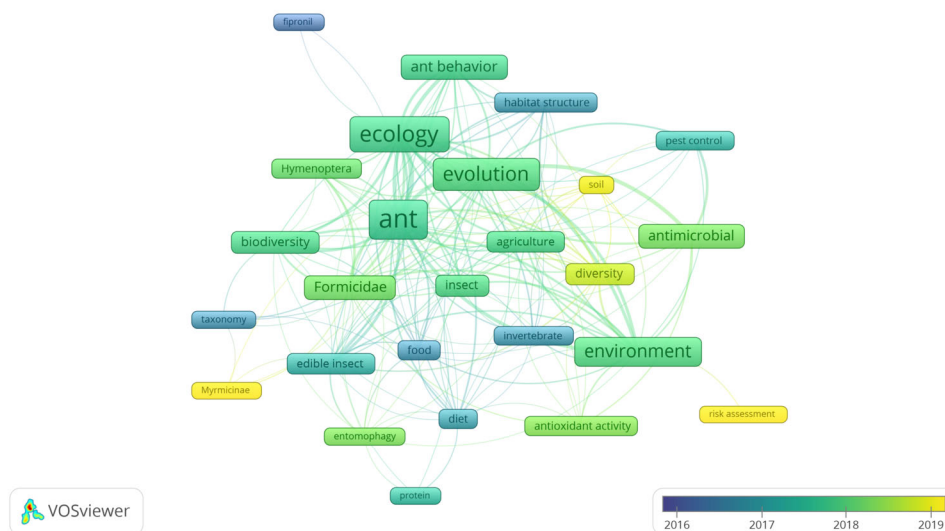 fipronil
ant behavior
habitat structure
ecology
pest control
Hymenoptera
evolution
soil
ant
biodiversity
agriculture
antimicrobial
diversity
Formicidae
insect
taxonomy
invertebrate
food
environment
edible insect
Myrmicinae
risk assessment
diet
antioxidant activity
entomophagy
protein
VOSviewer
2016 2017 2018 2019